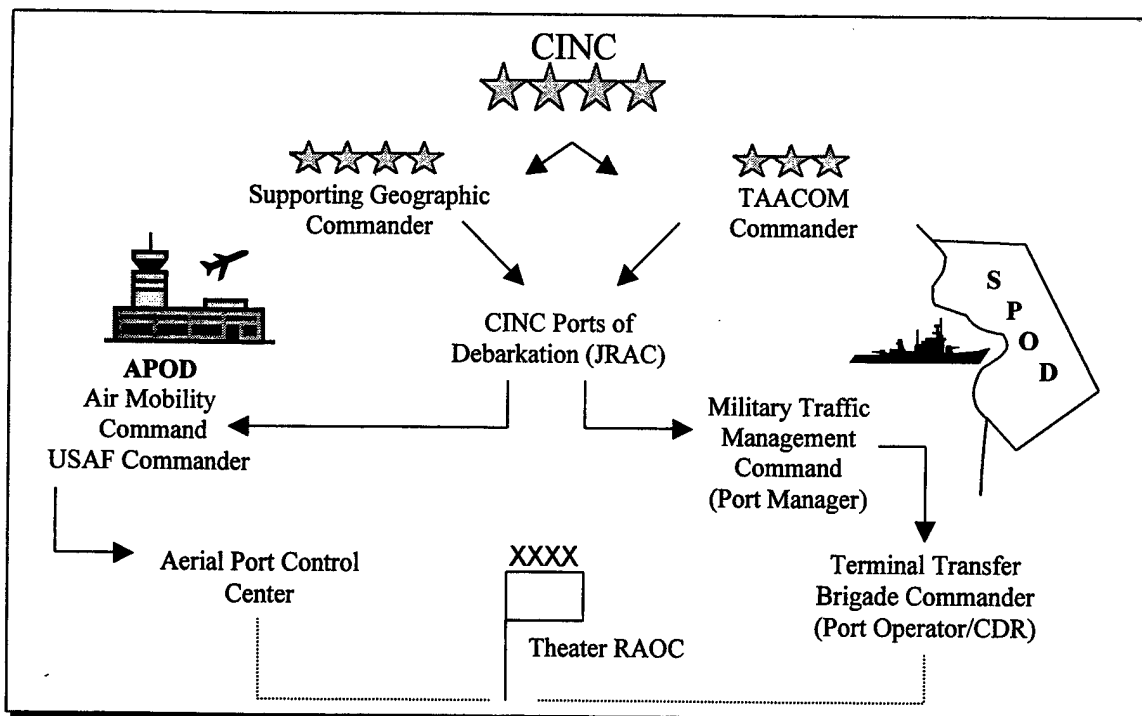 CINC
Supporting Geographic
Commander
TAACOM
Commander
S
P
O
D
CINC Ports of
Debarkation (JRAC)
APOD
Air Mobility
Command
USAF Commander
Military Traffic
Management
Command
(Port Manager)
Aerial Port Control
Center
XXXX
Theater RAOC
Terminal Transfer
Brigade Commander
(Port Operator/CDR)